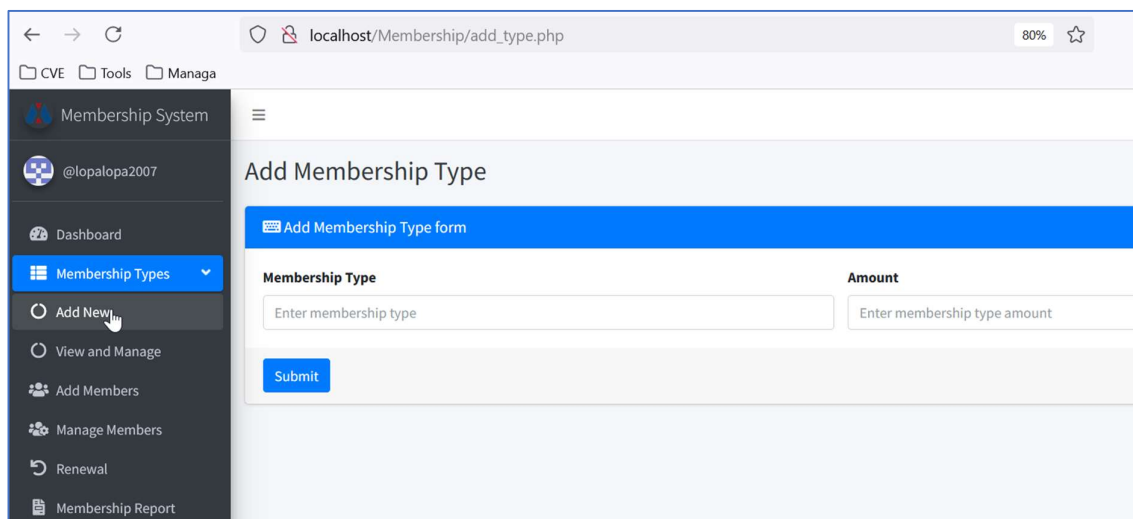 localhost/Membership/add_type.php
80%
CVE Tools Managa
Membership System
@lopalopa2007
Add Membership Type
Dashboard
Add Membership Type form
Membership Types
Membership Type Amount
Add New
Enter membership type Enter membership type amount
View and Manage
Submit
Add Members
Manage Members
Renewal
Membership Report